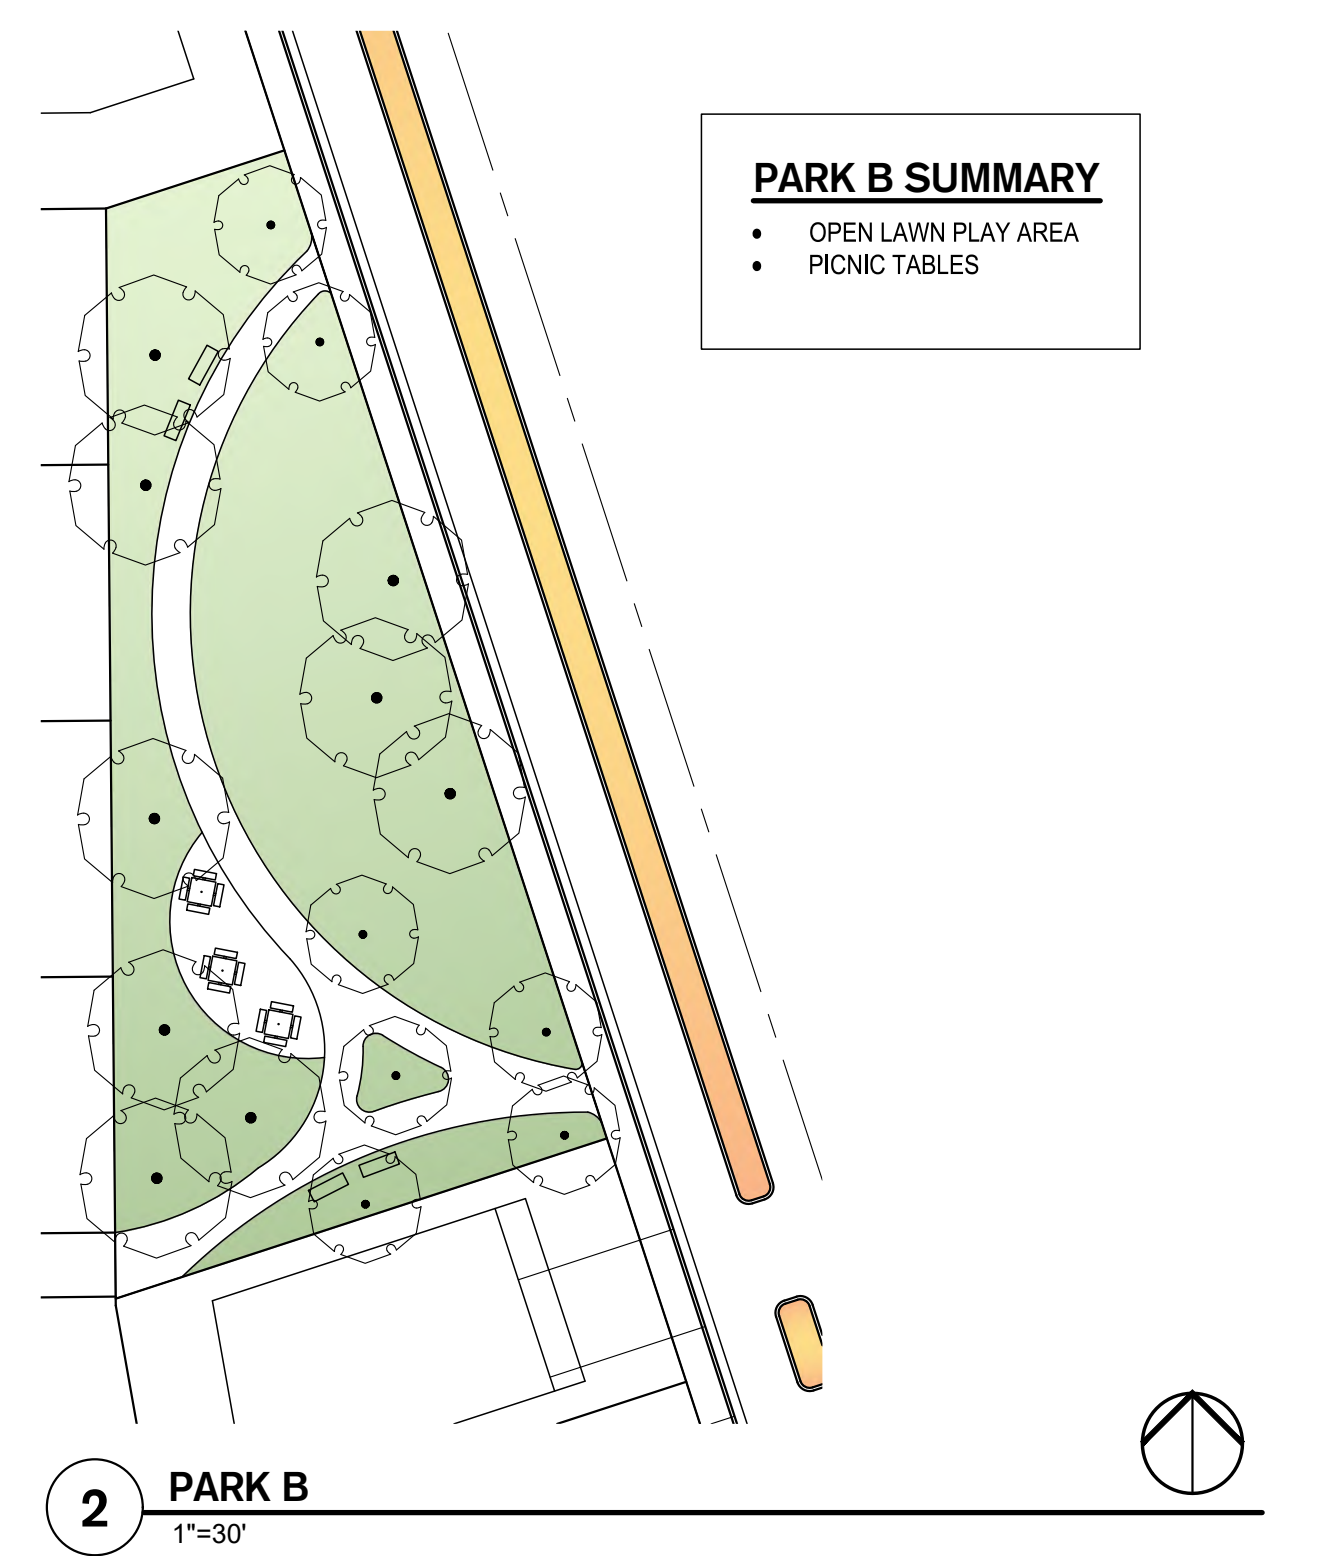 PARK B SUMMARY
• OPEN LAWN PLAY AREA
• PICNIC TABLES
2
PARK B
1"=30'